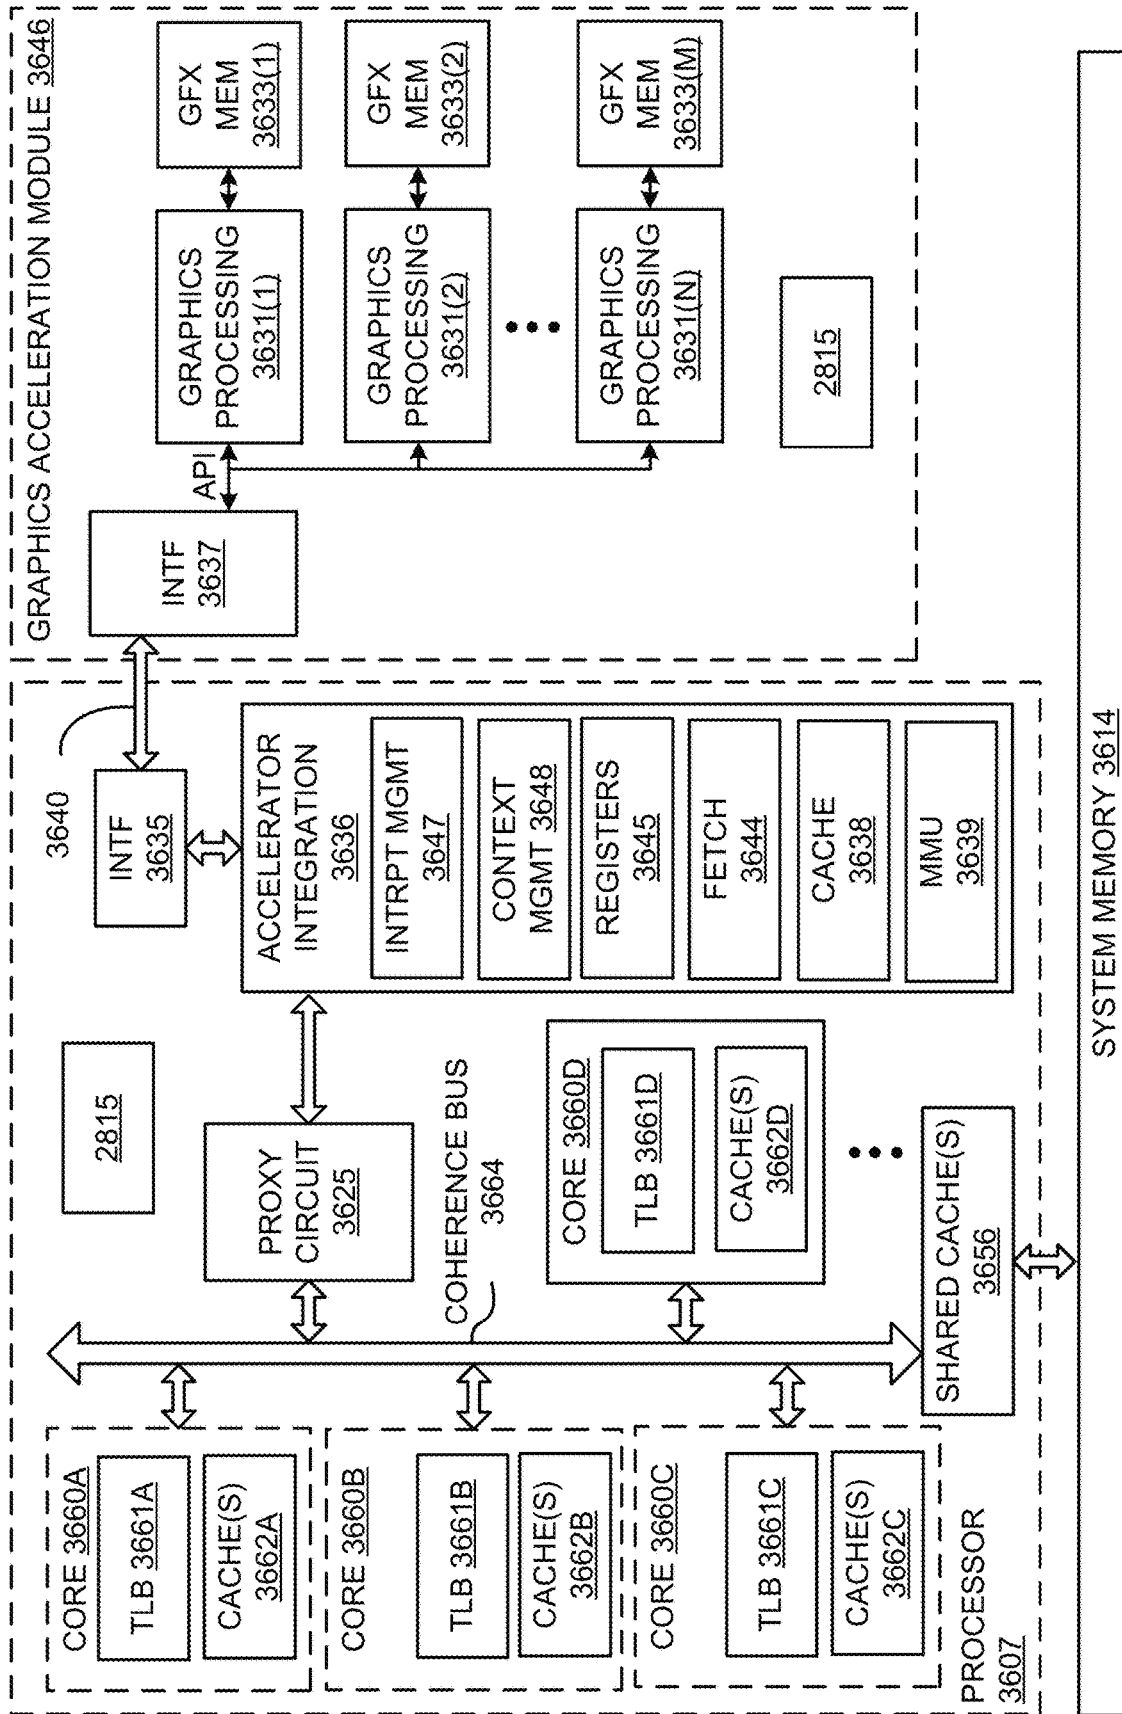 CORE 3660A
TLB 3661A
CACHE(S)
3662A
CORE 3660B
TLB 3661B
CACHE(S)
3662B
CORE 3660C
TLB 3661C
CACHE(S)
3662C
PROCESSOR
3607
2815
PROXY
CIRCUIT
3625
COHERENCE BUS
3664
CORE 3660D
TLB 3661D
CACHE(S)
3662D
SHARED CACHE(S)
3656
3640
INTF
3635
ACCELERATOR
INTEGRATION
3636
INTRPT MGMT
3647
CONTEXT
MGMT 3648
REGISTERS
3645
FETCH
3644
CACHE
3638
MMU
3639
GRAPHICS ACCELERATION MODULE 3646
INTF
3637
API
GRAPHICS
PROCESSING
3631(1)
GFX
MEM
3633(1)
GRAPHICS
PROCESSING
3631(2)
GFX
MEM
3633(2)
GRAPHICS
PROCESSING
3631(N)
GFX
MEM
3633(M)
2815
SYSTEM MEMORY 3614